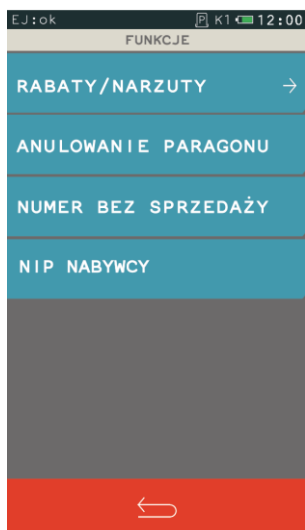 EJ:ok P K1 12:00
FUNKCJE
RABATY/NARZUTY
ANULOWANIE PARAGONU
NUMER BEZ SPRZEDAŻY
NIP NABYWCY